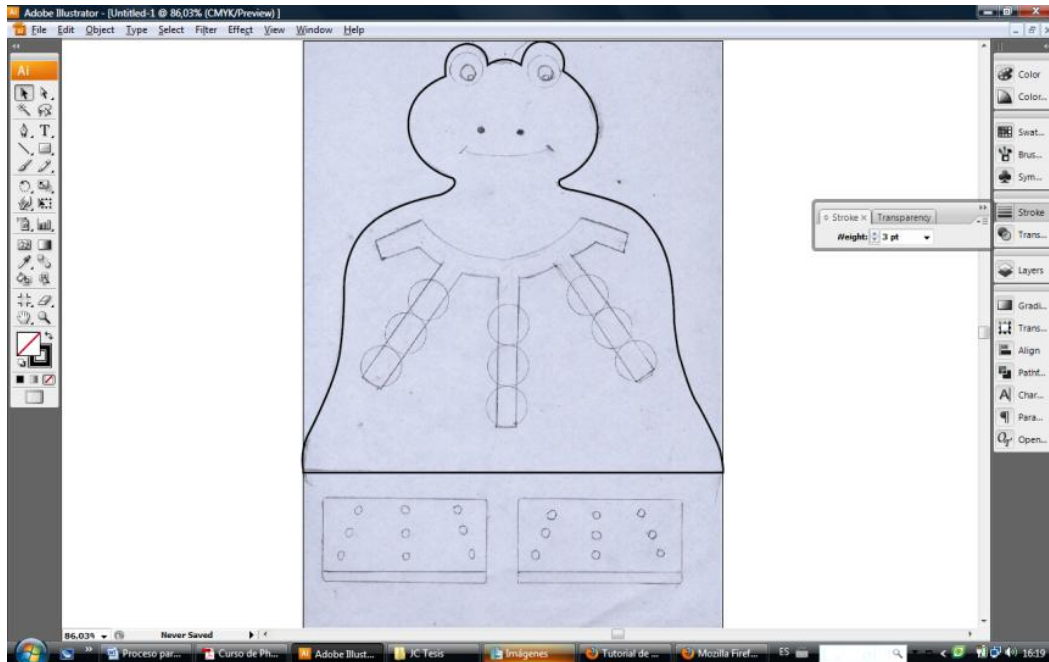 Adobe Illustrator - [Untitled-1 @ 86,03% (CMYK/Preview) ]
File Edit Object Type Select Filter Effect View Window Help
Ai
Color
Color...
Swat...
Brus...
Sym...
Stroke
Trans...
Layers
Gradi...
Trans...
Align
Pathf...
Char...
Para...
Open...
Stroke Transparency
Weight: 3 pt
86,03% Never Saved
Proceso par... Curso de Ph... Adobe Illust... JC Tesis Imágenes Tutorial de ... Mozilla Firef... ES 16:19